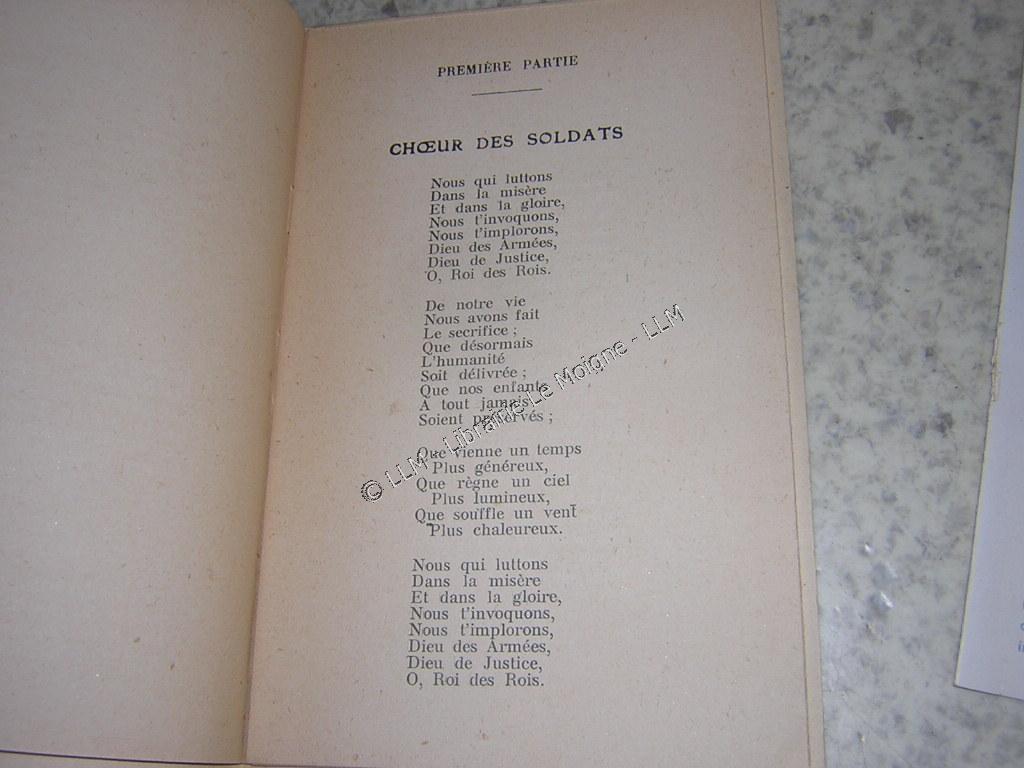 PREMIÈRE PARTIE
CHŒUR DES SOLDATS
Nous qui luttons
Dans la misère
Et dans la gloire,
Nous t'invoquons,
Nous t'implorons,
Dieu des Armées,
Dieu de Justice,
O, Roi des Rois.
De notre vie
Nous avons fait
Le secrifice ;
Que désormais
L'humanité
Soit délivrée ;
Que nos enfants
A tout jamais
Soient préservés ;
Que vienne un temps
Plus généreux,
Que règne un ciel
Plus lumineux,
Que souffle un vent
Plus chaleureux.
Nous qui luttons
Dans la misère
Et dans la gloire,
Nous t'invoquons,
Nous t'implorons,
Dieu des Armées,
Dieu de Justice,
O, Roi des Rois.
© LLM - Librairie Le Moigne - LLM